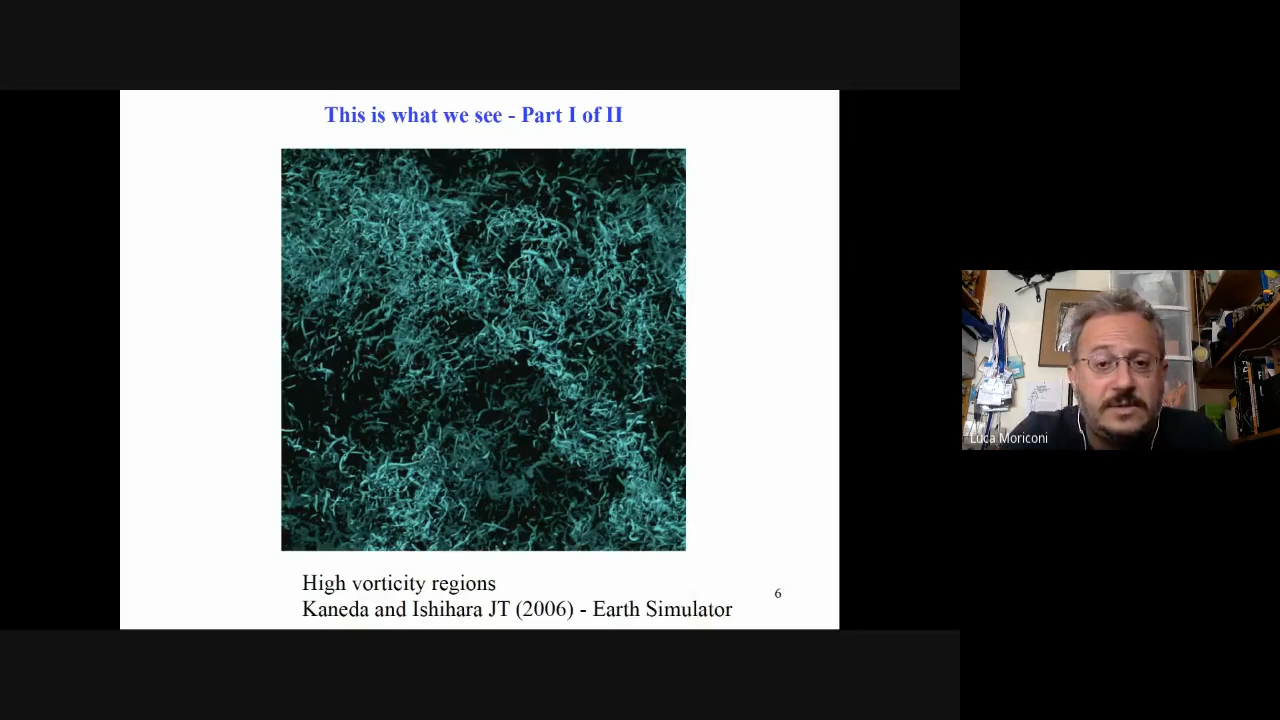 This is what we see - Part I of II
High vorticity regions
Kaneda and Ishihara JT (2006) - Earth Simulator
6
Luca Moriconi